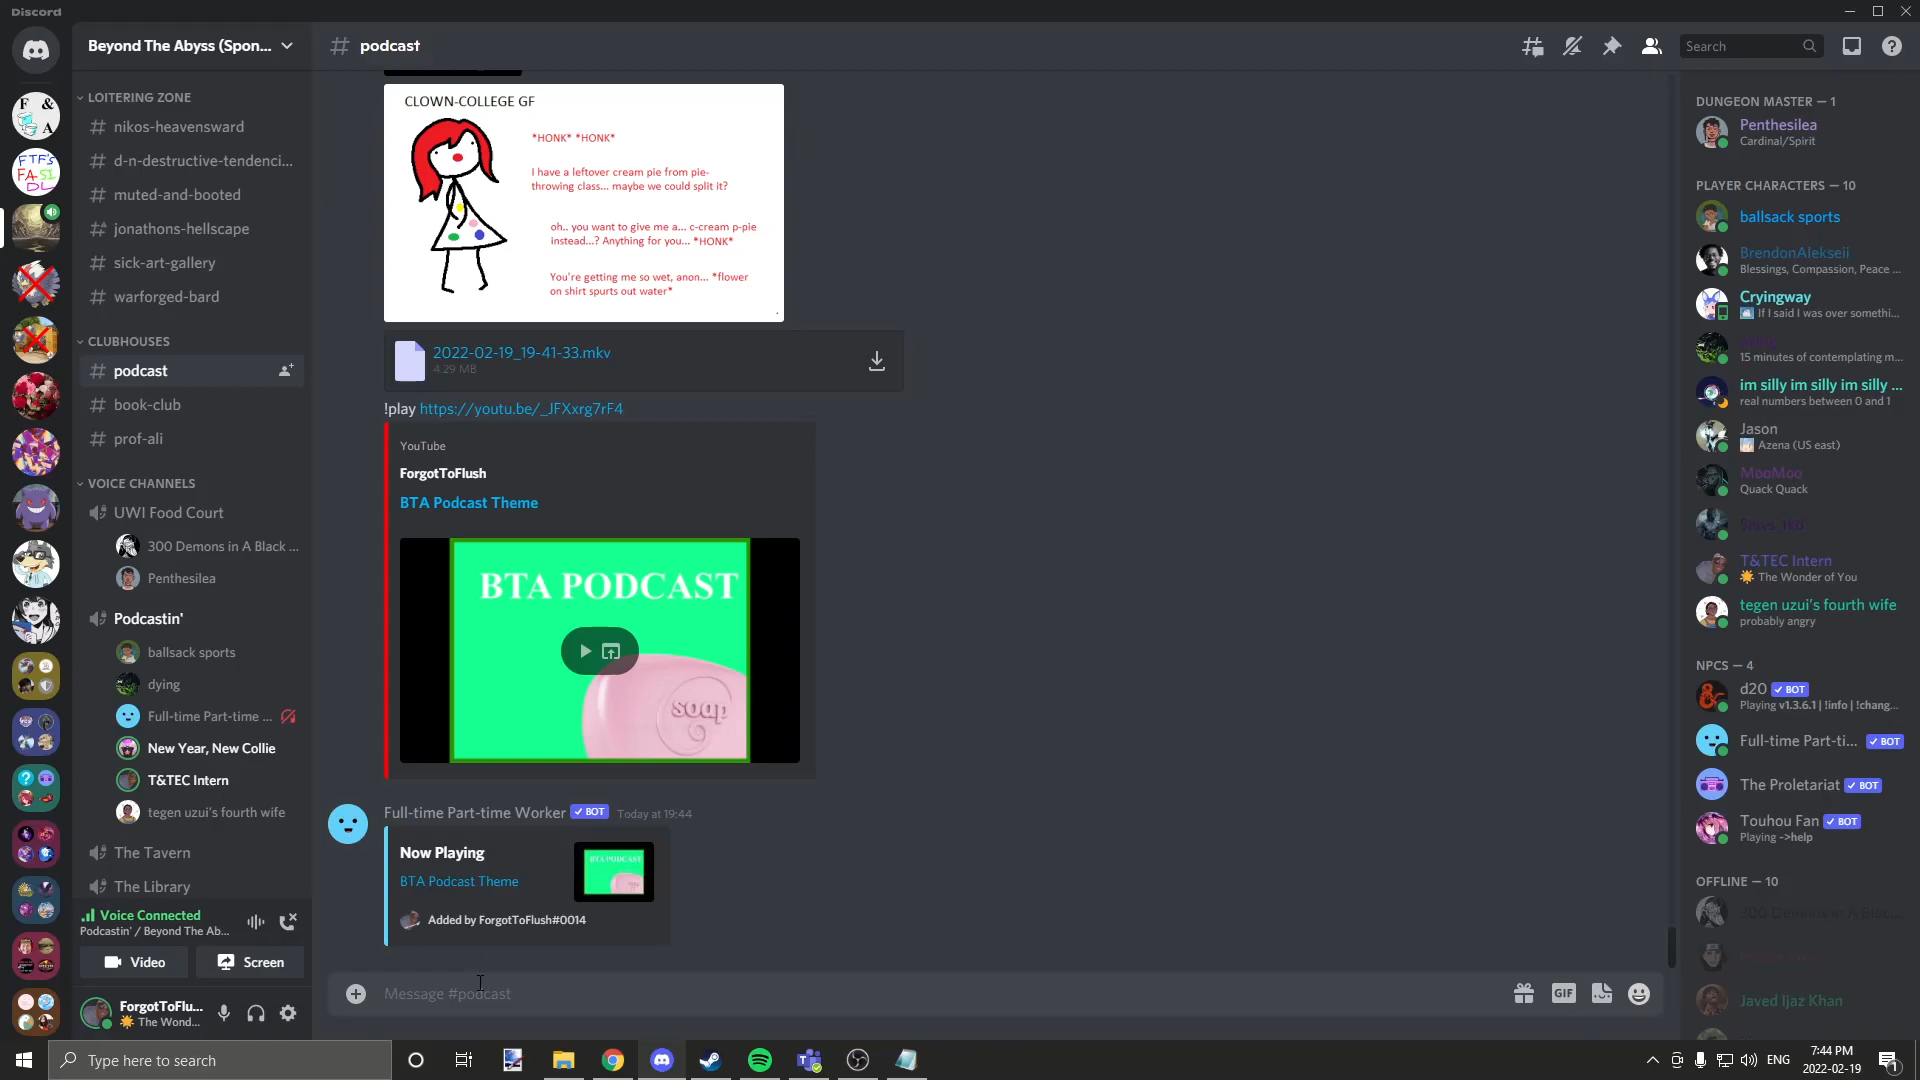 Discord
Beyond The Abyss (Spon...
podcast
Search
F & A
FTF'S
FA SI
DL
LOITERING ZONE
nikos-heavensward
d-n-destructive-tendenci...
muted-and-booted
jonathons-hellscape
sick-art-gallery
warforged-bard
CLUBHOUSES
podcast
book-club
prof-ali
VOICE CHANNELS
UWI Food Court
300 Demons in A Black ...
Penthesilea
Podcastin'
ballsack sports
dying
Full-time Part-time ...
New Year, New Collie
T&TEC Intern
tegen uzui's fourth wife
The Tavern
The Library
Voice Connected
Podcastin' / Beyond The Ab...
Video
Screen
ForgotToFlu...
The Wond...
CLOWN-COLLEGE GF
*HONK* *HONK*
I have a leftover cream pie from pie-
throwing class... maybe we could split it?
oh.. you want to give me a... c-cream p-pie
instead...? Anything for you... *HONK*
You're getting me so wet, anon... *flower
on shirt spurts out water*
2022-02-19_19-41-33.mkv
4.29 MB
!play https://youtu.be/_JFXxrg7rF4
YouTube
ForgotToFlush
BTA Podcast Theme
BTA PODCAST
soap
Full-time Part-time Worker BOT Today at 19:44
Now Playing
BTA Podcast Theme
BTA PODCAST
Added by ForgotToFlush#0014
Message #podcast
GIF
DUNGEON MASTER — 1
Penthesilea
Cardinal/Spirit
PLAYER CHARACTERS — 10
ballsack sports
BrendonAlekseii
Blessings, Compassion, Peace ...
Cryingway
If I said I was over somethi...
dying
15 minutes of contemplating m...
im silly im silly im silly ...
real numbers between 0 and 1
Jason
Azena (US east)
MooMoo
Quack Quack
T&TEC Intern
The Wonder of You
tegen uzui's fourth wife
probably angry
NPCS — 4
d20 BOT
Playing v1.3.6.1 | !info | !chang...
Full-time Part-ti... BOT
The Proletariat BOT
Touhou Fan BOT
Playing ->help
OFFLINE — 10
300 Demons in A Blac...
Javed Ijaz Khan
Type here to search
ENG
7:44 PM
2022-02-19
1